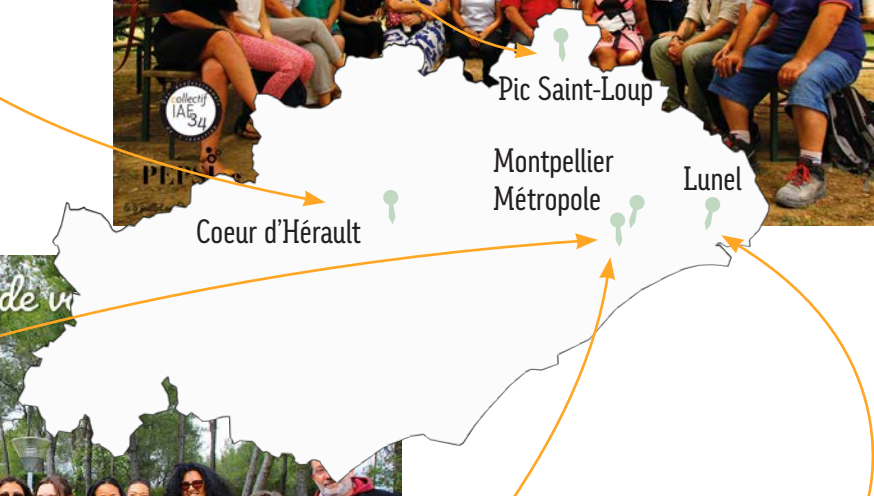 collectif
IAE
34
Pic Saint-Loup
Montpellier
Métropole
Lunel
Coeur d'Hérault